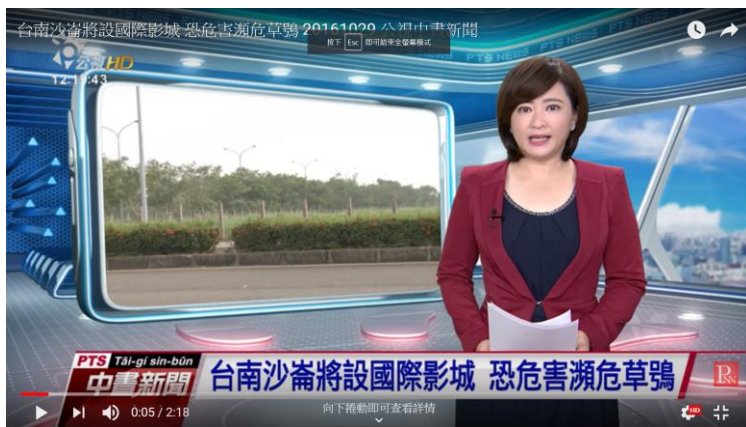 台南沙崙將設國際影城 恐危害瀕危草鴞 20161029 公視中晝新聞
按下 Esc 即可結束全螢幕模式
PTS NEWS PTS NEWS
公視HD
12:19:43
PTS Tâi-gí sin-bûn
中晝新聞
台南沙崙將設國際影城 恐危害瀕危草鴞
PNN
0:05 / 2:18
向下捲動即可查看詳情
HD